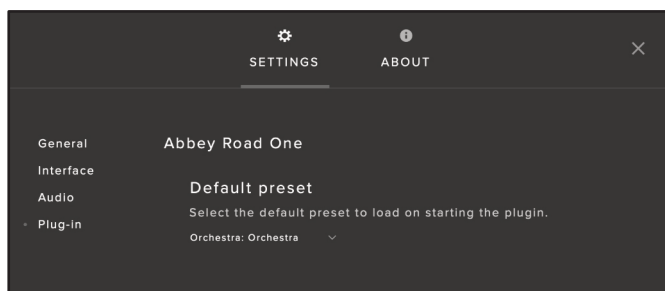 SETTINGS
ABOUT
General
Interface
Audio
Plug-in
Abbey Road One
Default preset
Select the default preset to load on starting the plugin.
Orchestra: Orchestra